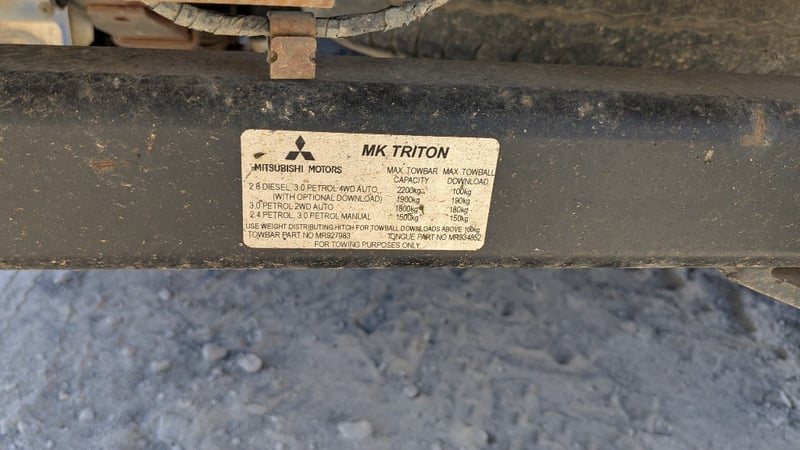 MK TRITON
MITSUBISHI MOTORS
MAX TOWBAR MAX TOWBALL
CAPACITY DOWNLOAD
2.8 DIESEL, 3.0 PETROL 4WD AUTO 2200kg 100kg
(WITH OPTIONAL DOWNLOAD) 1900kg 190kg
3.0 PETROL 2WD AUTO 1800kg 180kg
2.4 PETROL, 3.0 PETROL MANUAL 1500kg 150kg
USE WEIGHT DISTRIBUTING HITCH FOR TOWBALL DOWNLOADS ABOVE 100kg
TOWBAR PART NO MR927983 TONGUE PART NO MR934852
FOR TOWING PURPOSES ONLY